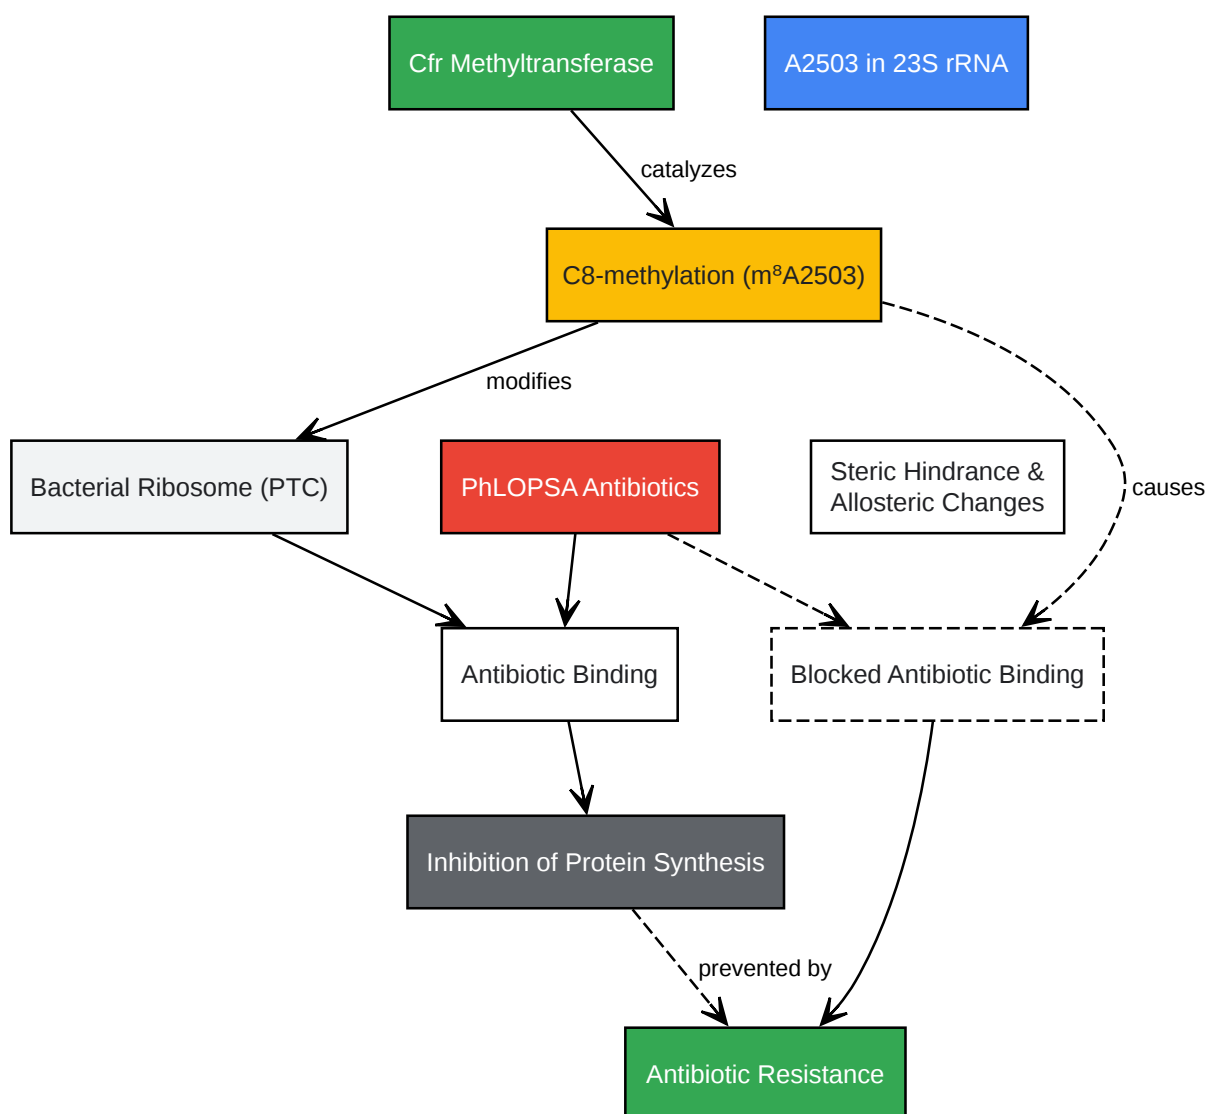 Cfr Methyltransferase
A2503 in 23S rRNA
catalyzes
C8-methylation (m⁸A2503)
modifies
Bacterial Ribosome (PTC)
PhLOPSA Antibiotics
Steric Hindrance &
Allosteric Changes
causes
Antibiotic Binding
Blocked Antibiotic Binding
Inhibition of Protein Synthesis
prevented by
Antibiotic Resistance